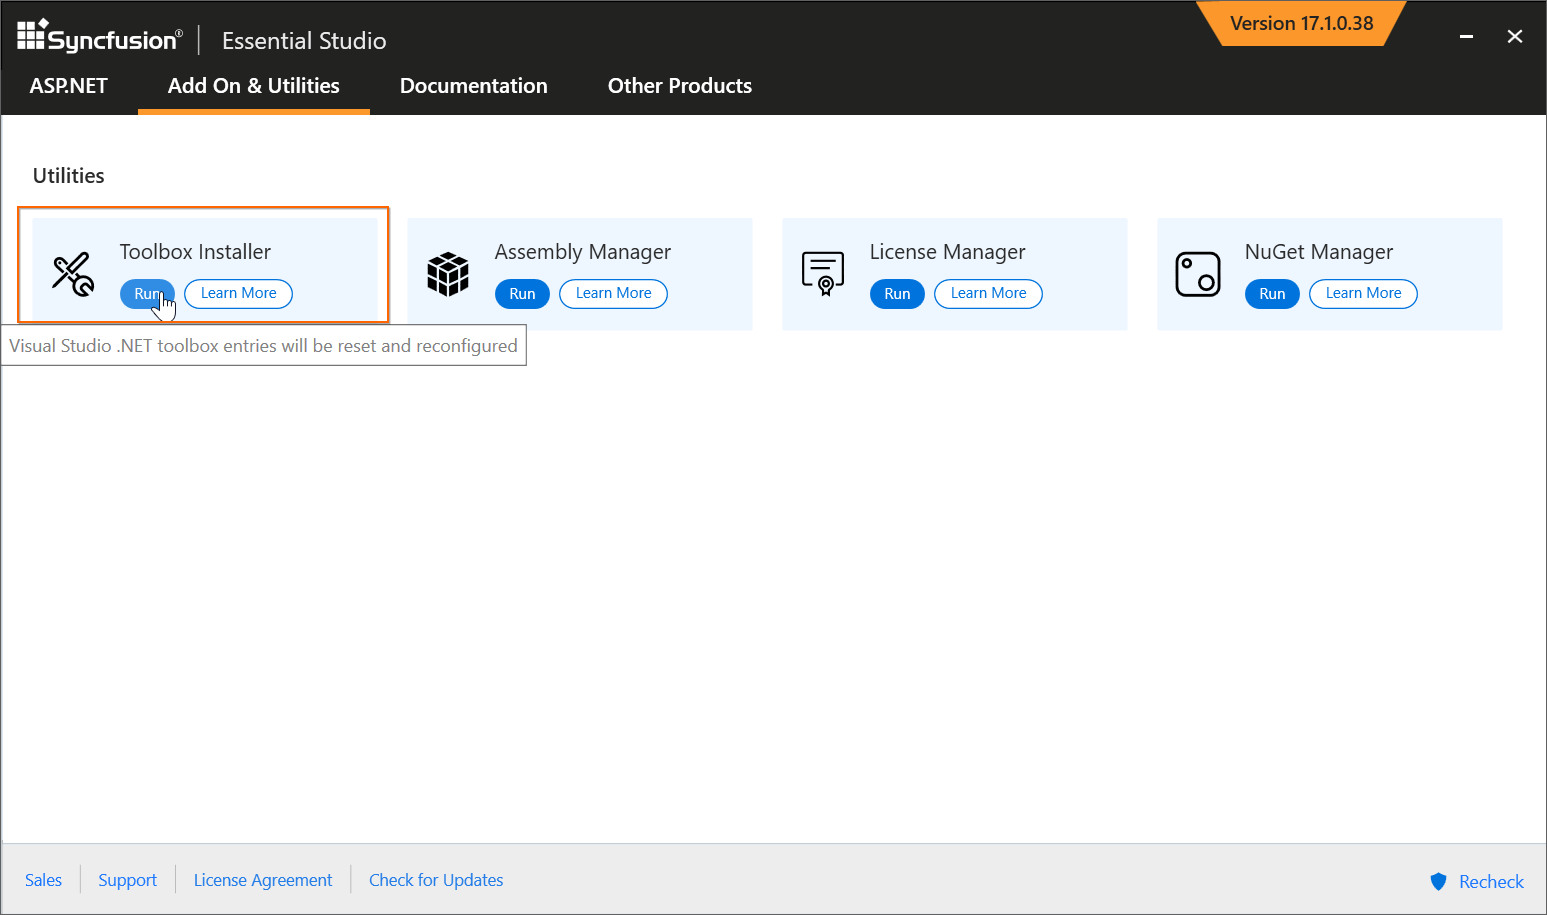 Syncfusion® Essential Studio
Version 17.1.0.38
ASP.NET Add On & Utilities Documentation Other Products
Utilities
Toolbox Installer
Run Learn More
Assembly Manager
Run Learn More
License Manager
Run Learn More
NuGet Manager
Run Learn More
Visual Studio .NET toolbox entries will be reset and reconfigured
Sales Support License Agreement Check for Updates Recheck